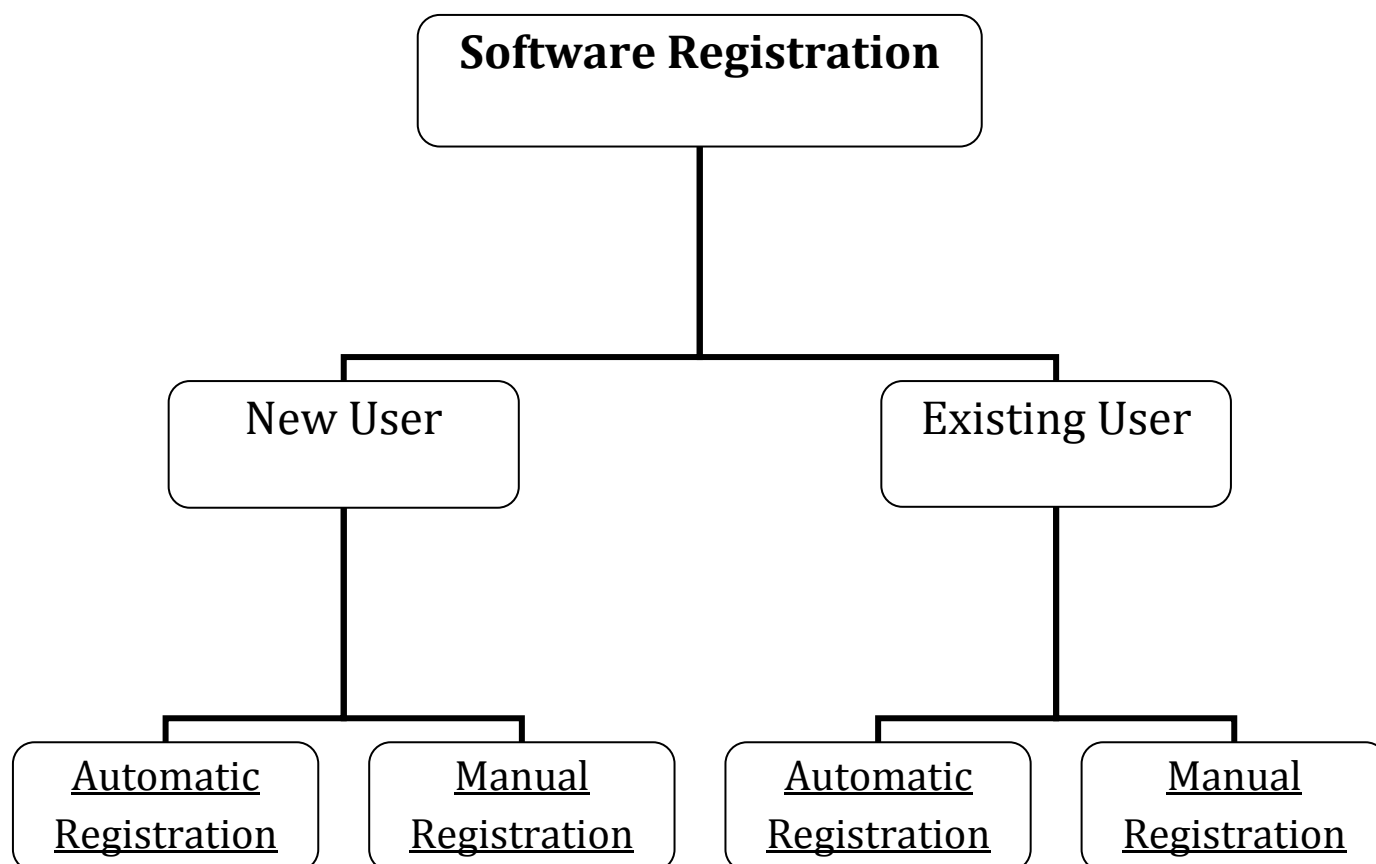 Software Registration
New User
Existing User
Automatic
Registration
Manual
Registration
Automatic
Registration
Manual
Registration